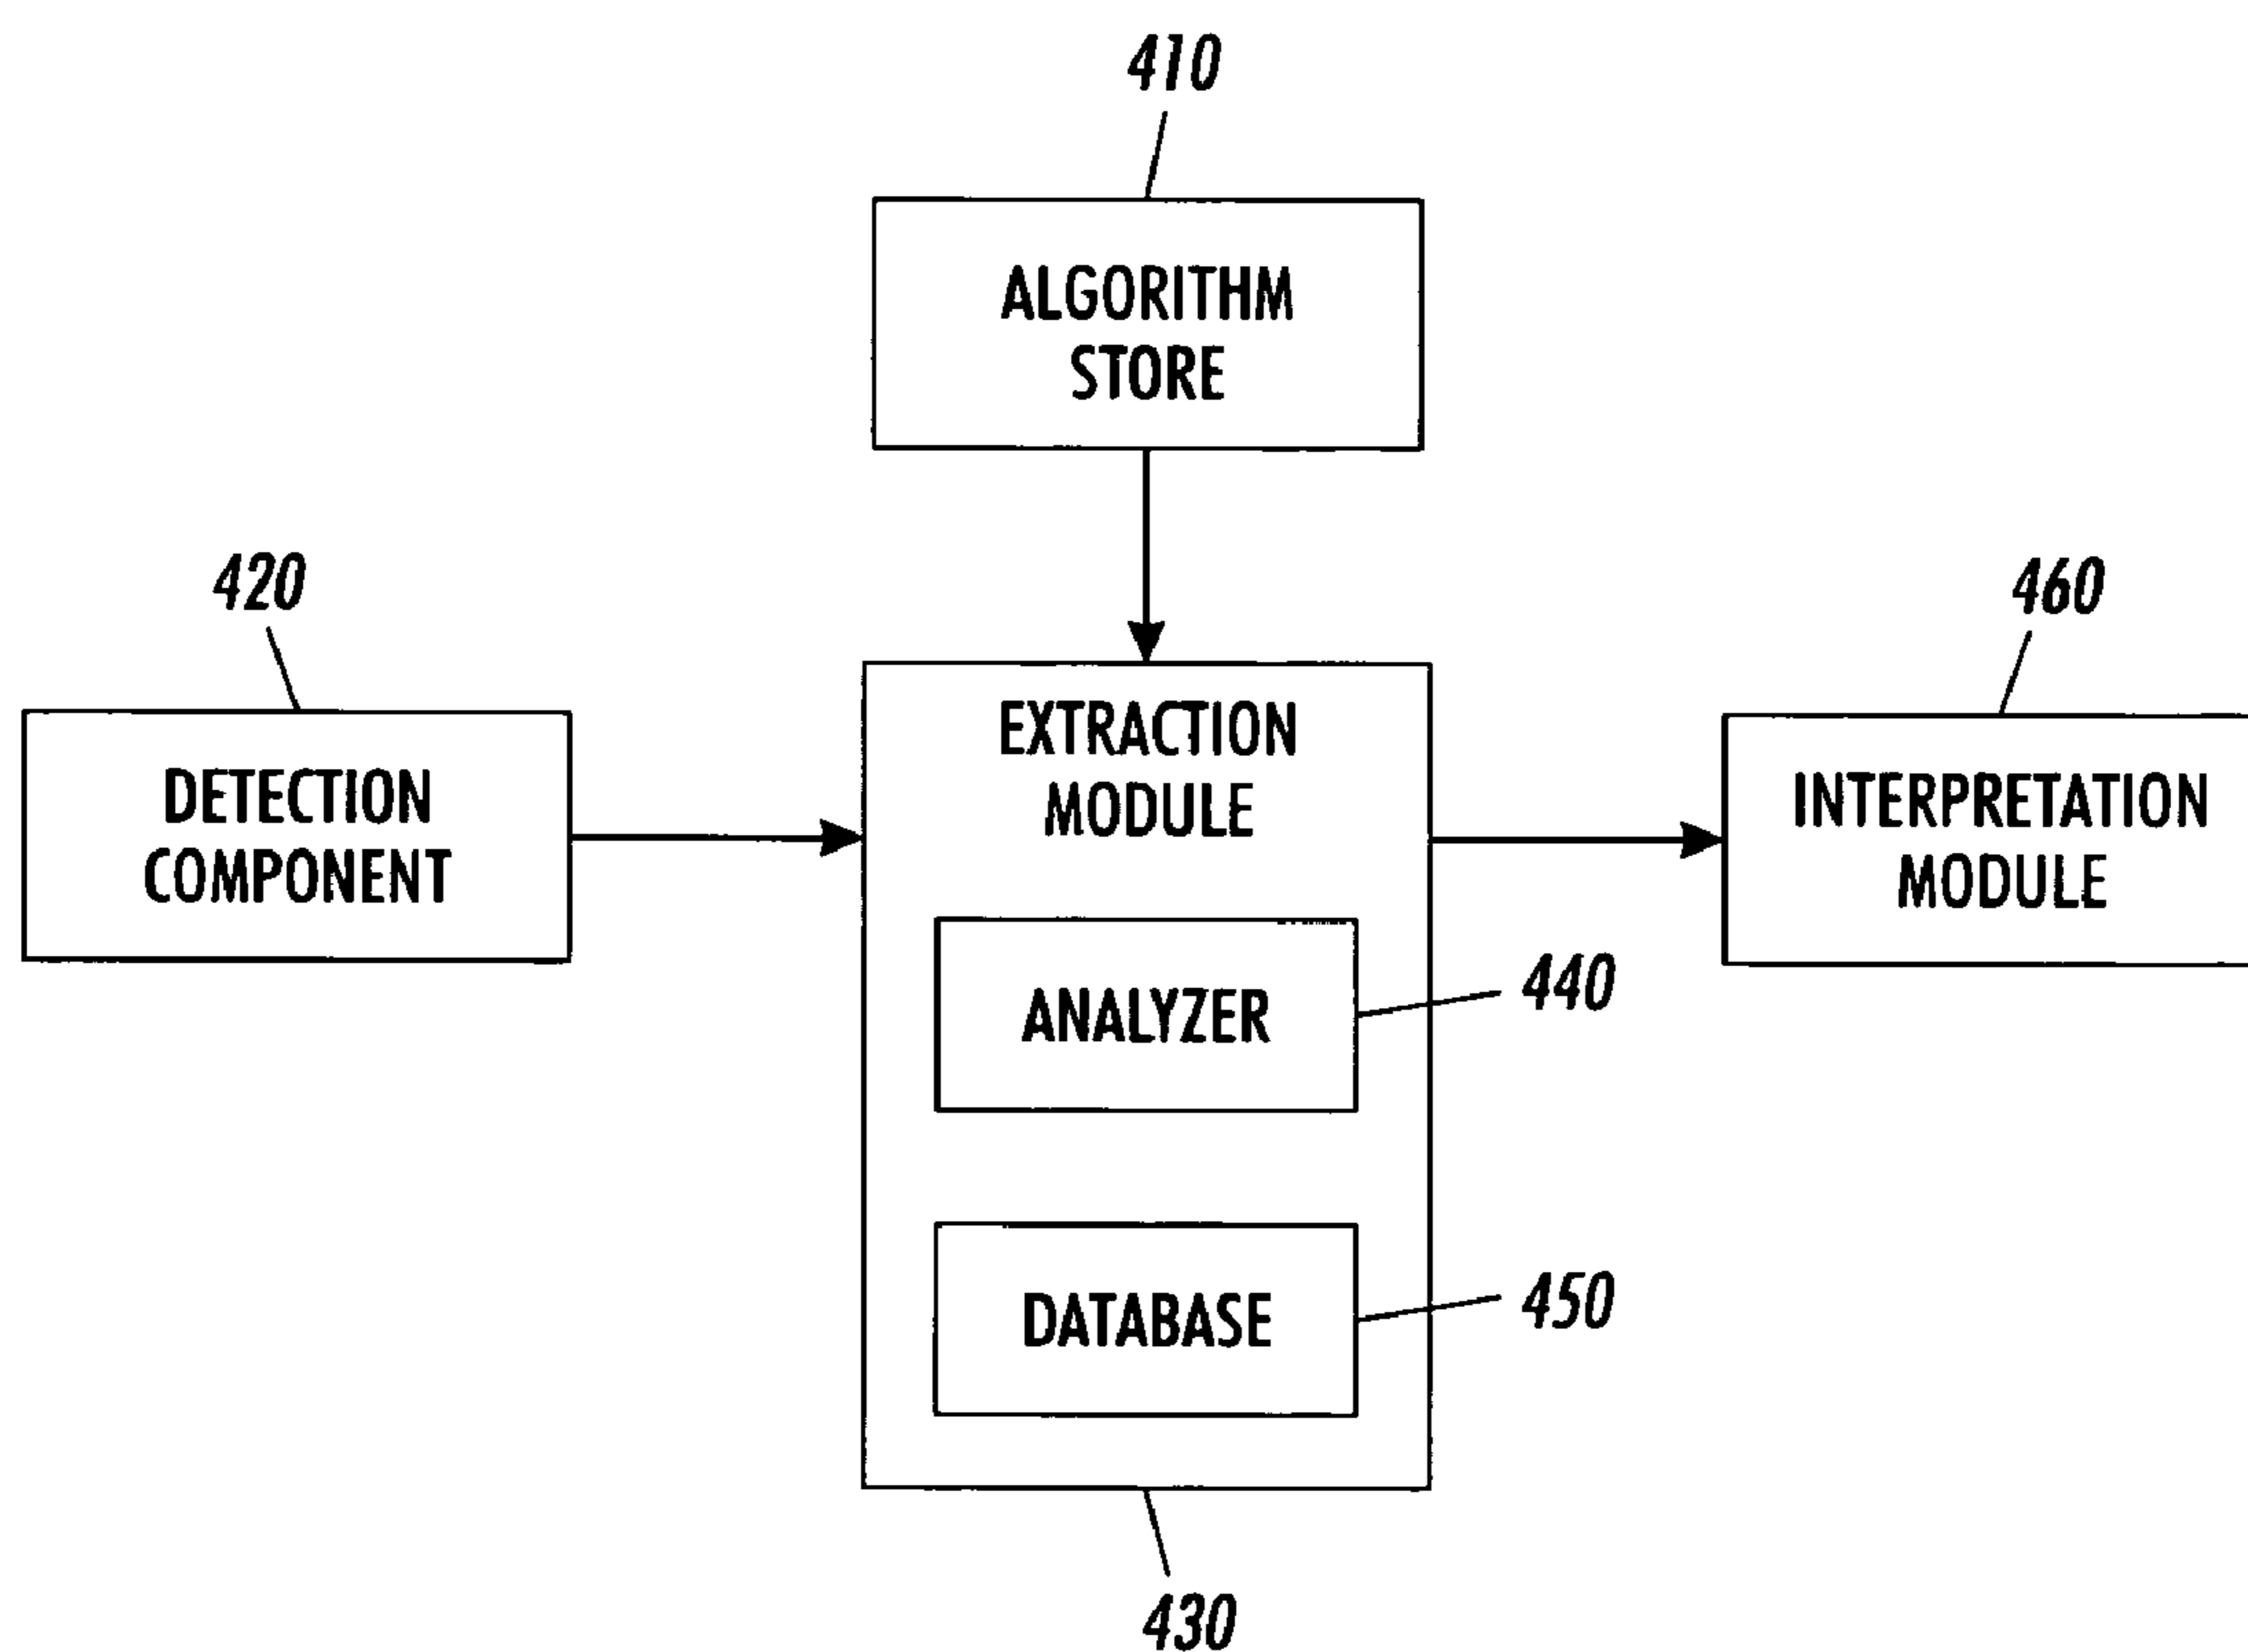 410
ALGORITHM
STORE
420
DETECTION
COMPONENT
EXTRACTION
MODULE
460
INTERPRETATION
MODULE
ANALYZER
440
DATABASE
450
430